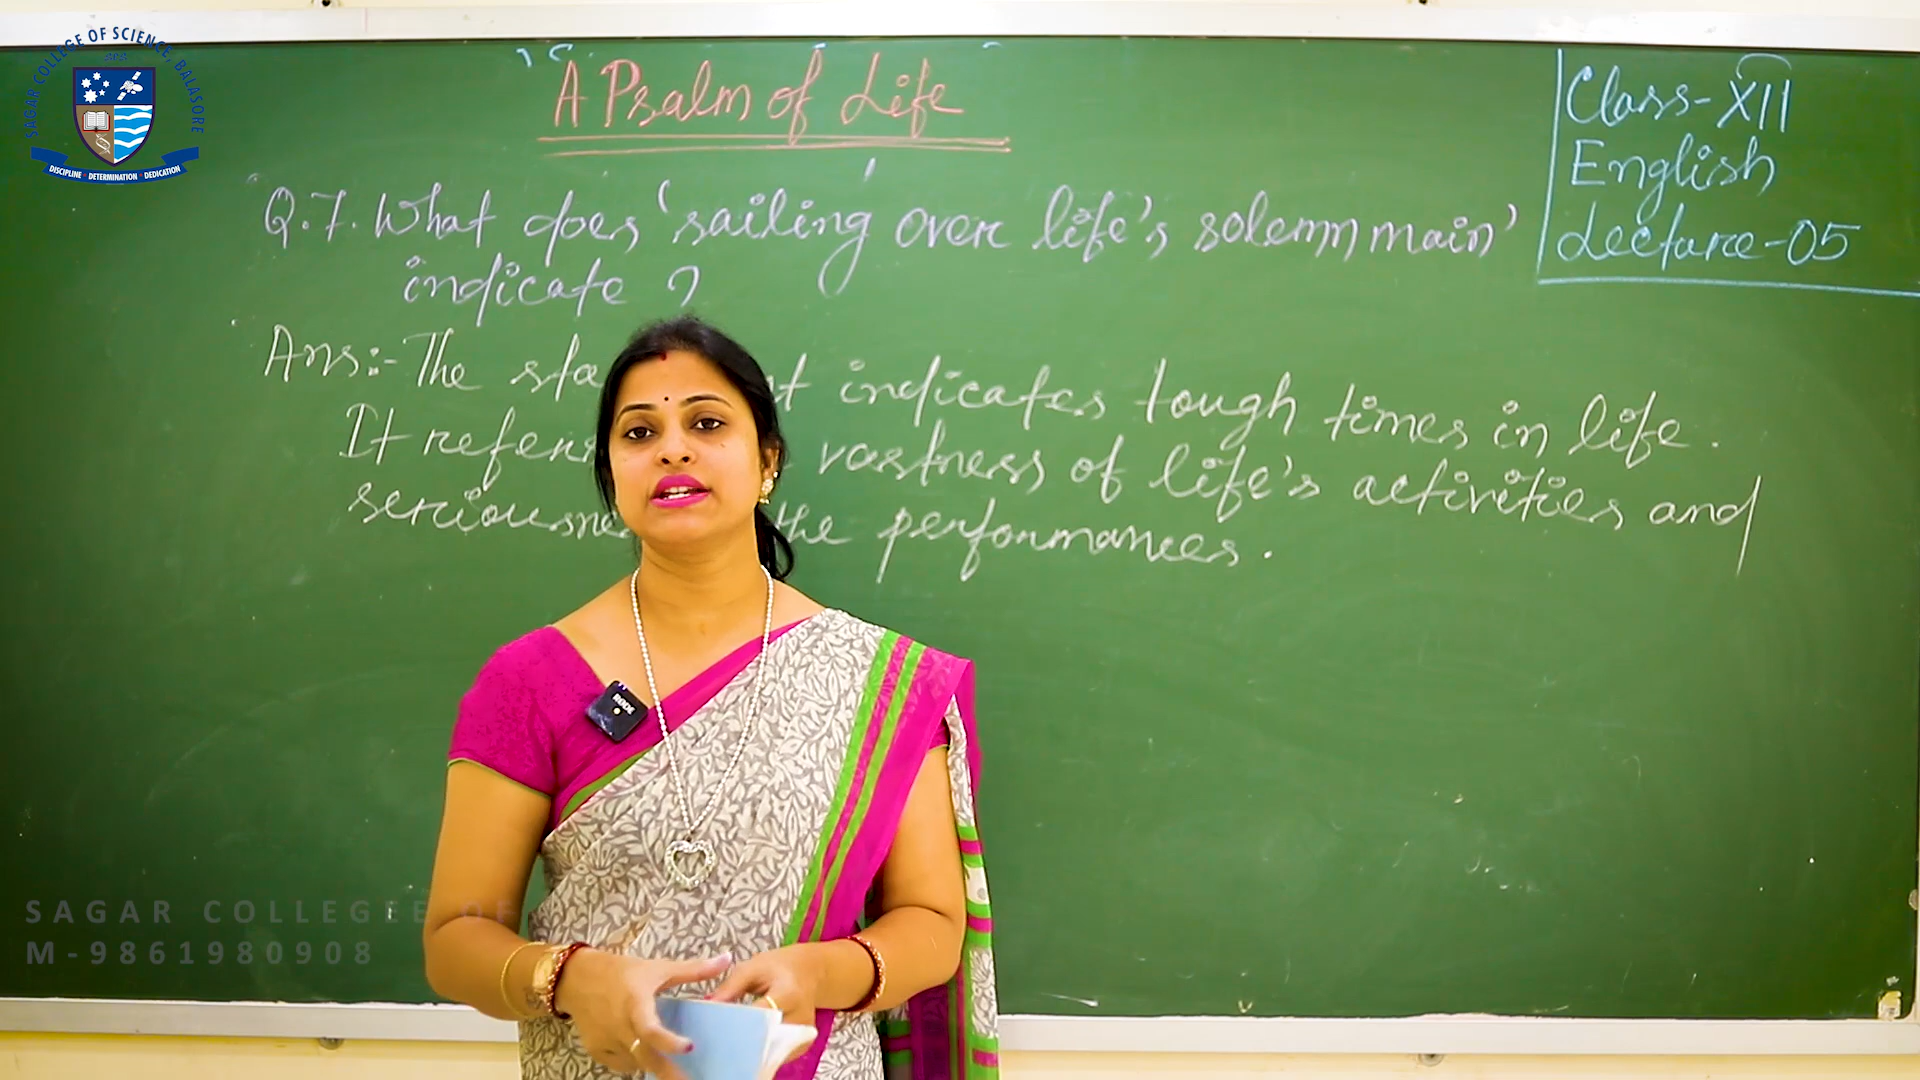 SAGAR COLLEGE OF SCIENCE, BALASORE
DISCIPLINE DETERMINATION DEDICATION
A Psalm of Life
Class-XII
English
Lecture-05
Q.7. What does 'sailing over life's solemn main'
indicate ?
Ans:- The sta t indicates tough times in life.
It refers vastness of life's activities and
seriousne the performances.
RODE
SAGAR COLLEGEE OF
M-9861980908